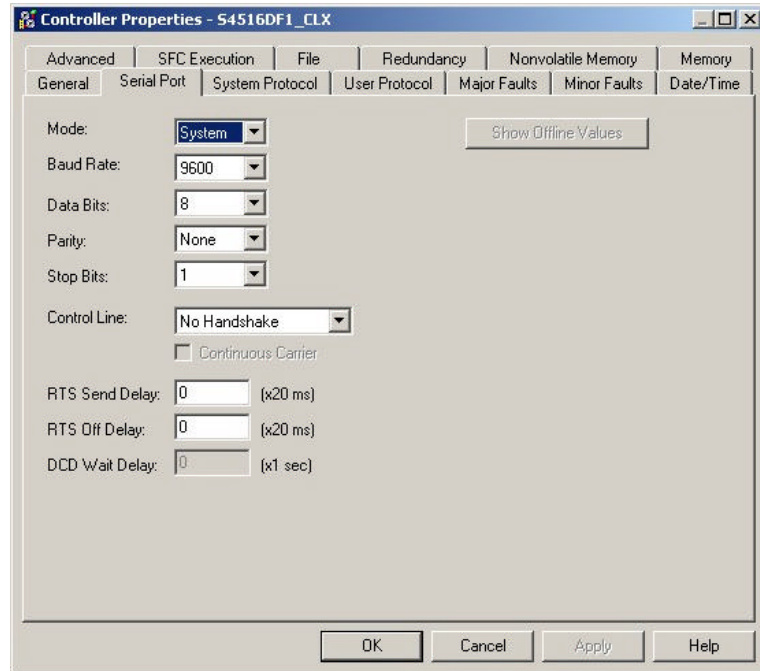 Controller Properties - S4516DF1_CLX
Advanced SFC Execution File Redundancy Nonvolatile Memory Memory
General Serial Port System Protocol User Protocol Major Faults Minor Faults Date/Time
Mode: System Show Offline Values
Baud Rate: 9600
Data Bits: 8
Parity: None
Stop Bits: 1
Control Line: No Handshake
Continuous Carrier
RTS Send Delay: 0 (x20 ms)
RTS Off Delay: 0 (x20 ms)
DCD Wait Delay: 0 (x1 sec)
OK Cancel Apply Help